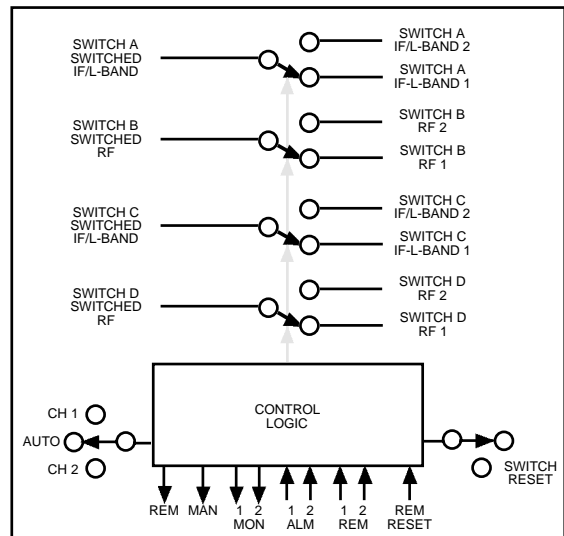 SWITCH A
SWITCHED
IF/L-BAND
SWITCH A
IF/L-BAND 2
SWITCH A
IF-L-BAND 1
SWITCH B
SWITCHED
RF
SWITCH B
RF 2
SWITCH B
RF 1
SWITCH C
SWITCHED
IF/L-BAND
SWITCH C
IF/L-BAND 2
SWITCH C
IF-L-BAND 1
SWITCH D
SWITCHED
RF
SWITCH D
RF 2
SWITCH D
RF 1
CONTROL
LOGIC
CH 1
AUTO
CH 2
SWITCH
RESET
REM
MAN
1 2
MON
1 2
ALM
1 2
REM
REM
RESET